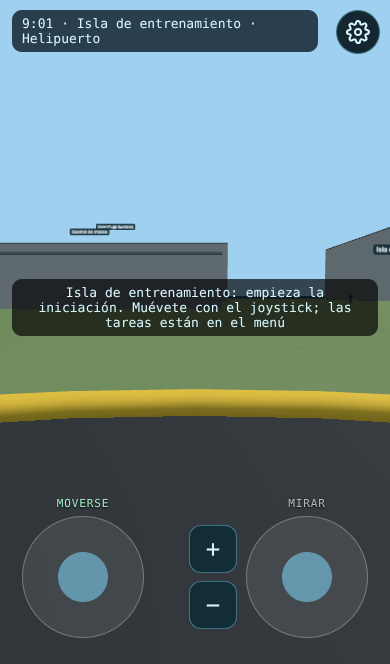 9:01 · Isla de entrenamiento ·
Helipuerto
Isla de entrenamiento: empieza la
iniciación. Muévete con el joystick; las
tareas están en el menú
MOVERSE
MIRAR
+
−